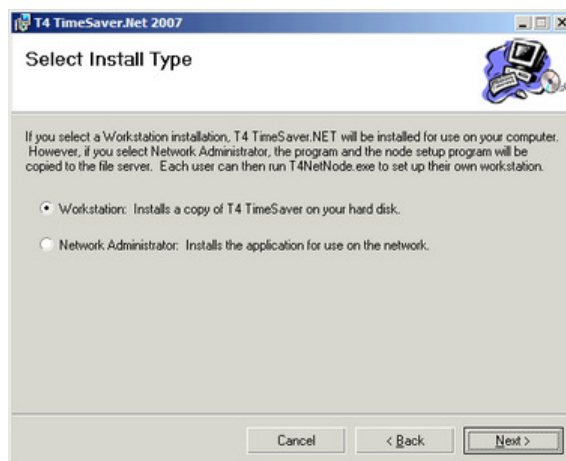 T4 TimeSaver.Net 2007
Select Install Type
If you select a Workstation installation, T4 TimeSaver.NET will be installed for use on your computer.
However, if you select Network Administrator, the program and the node setup program will be
copied to the file server. Each user can then run T4NetNode.exe to set up their own workstation.
Workstation: Installs a copy of T4 TimeSaver on your hard disk.
Network Administrator: Installs the application for use on the network.
Cancel < Back Next >